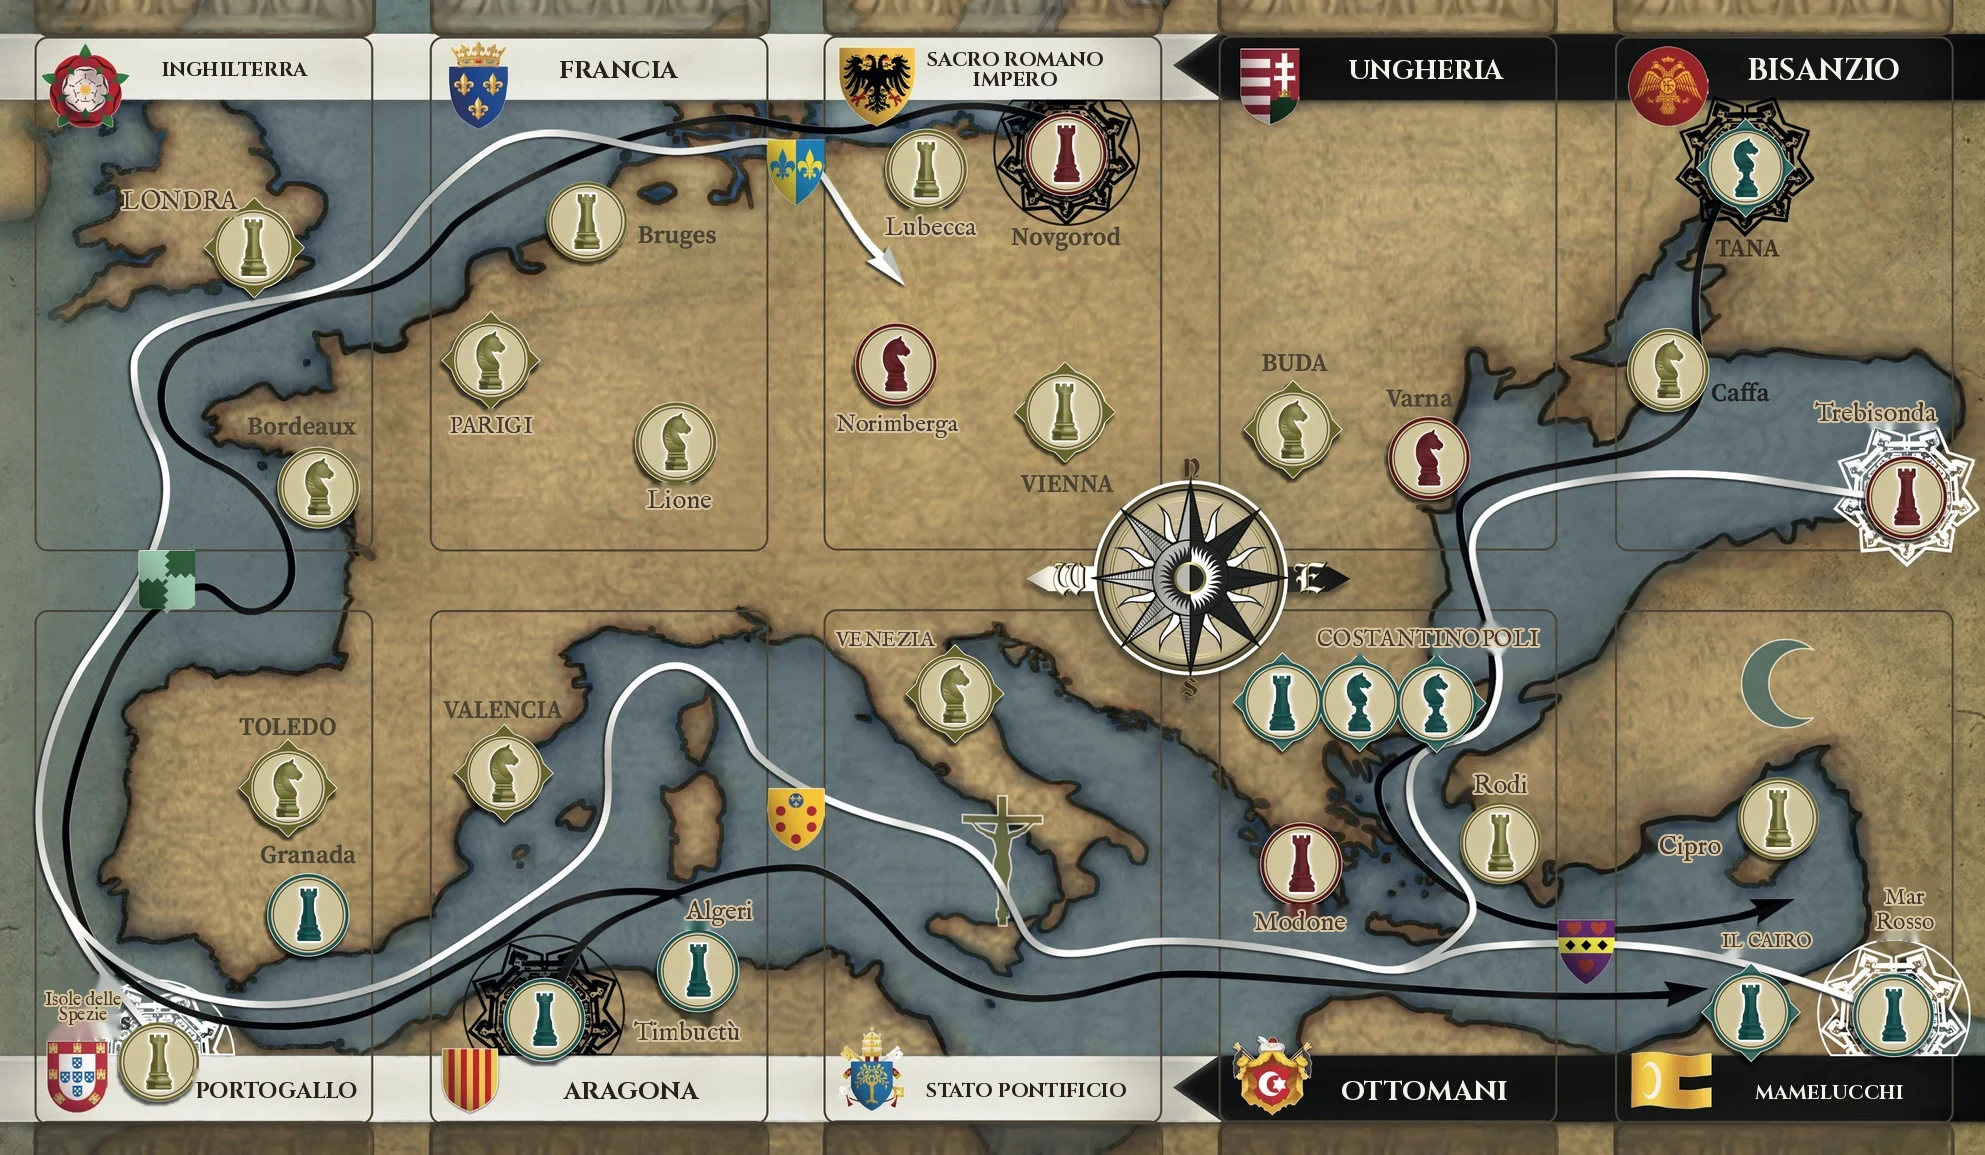 INGHILTERRA
FRANCIA
SACRO ROMANO
IMPERO
UNGHERIA
BISANZIO
LONDRA
Bruges
Lubecca
Novgorod
TANA
Bordeaux
PARIGI
Lione
Norimberga
VIENNA
BUDA
Varna
Caffa
Trebisonda
W
E
S
TOLEDO
Granada
VALENCIA
VENEZIA
COSTANTINOPOLI
Rodi
Cipro
Algeri
Timbuctù
Modone
IL CAIRO
Mar
Rosso
Isole delle
Spezie
PORTOGALLO
ARAGONA
STATO PONTIFICIO
OTTOMANI
MAMELUCCHI